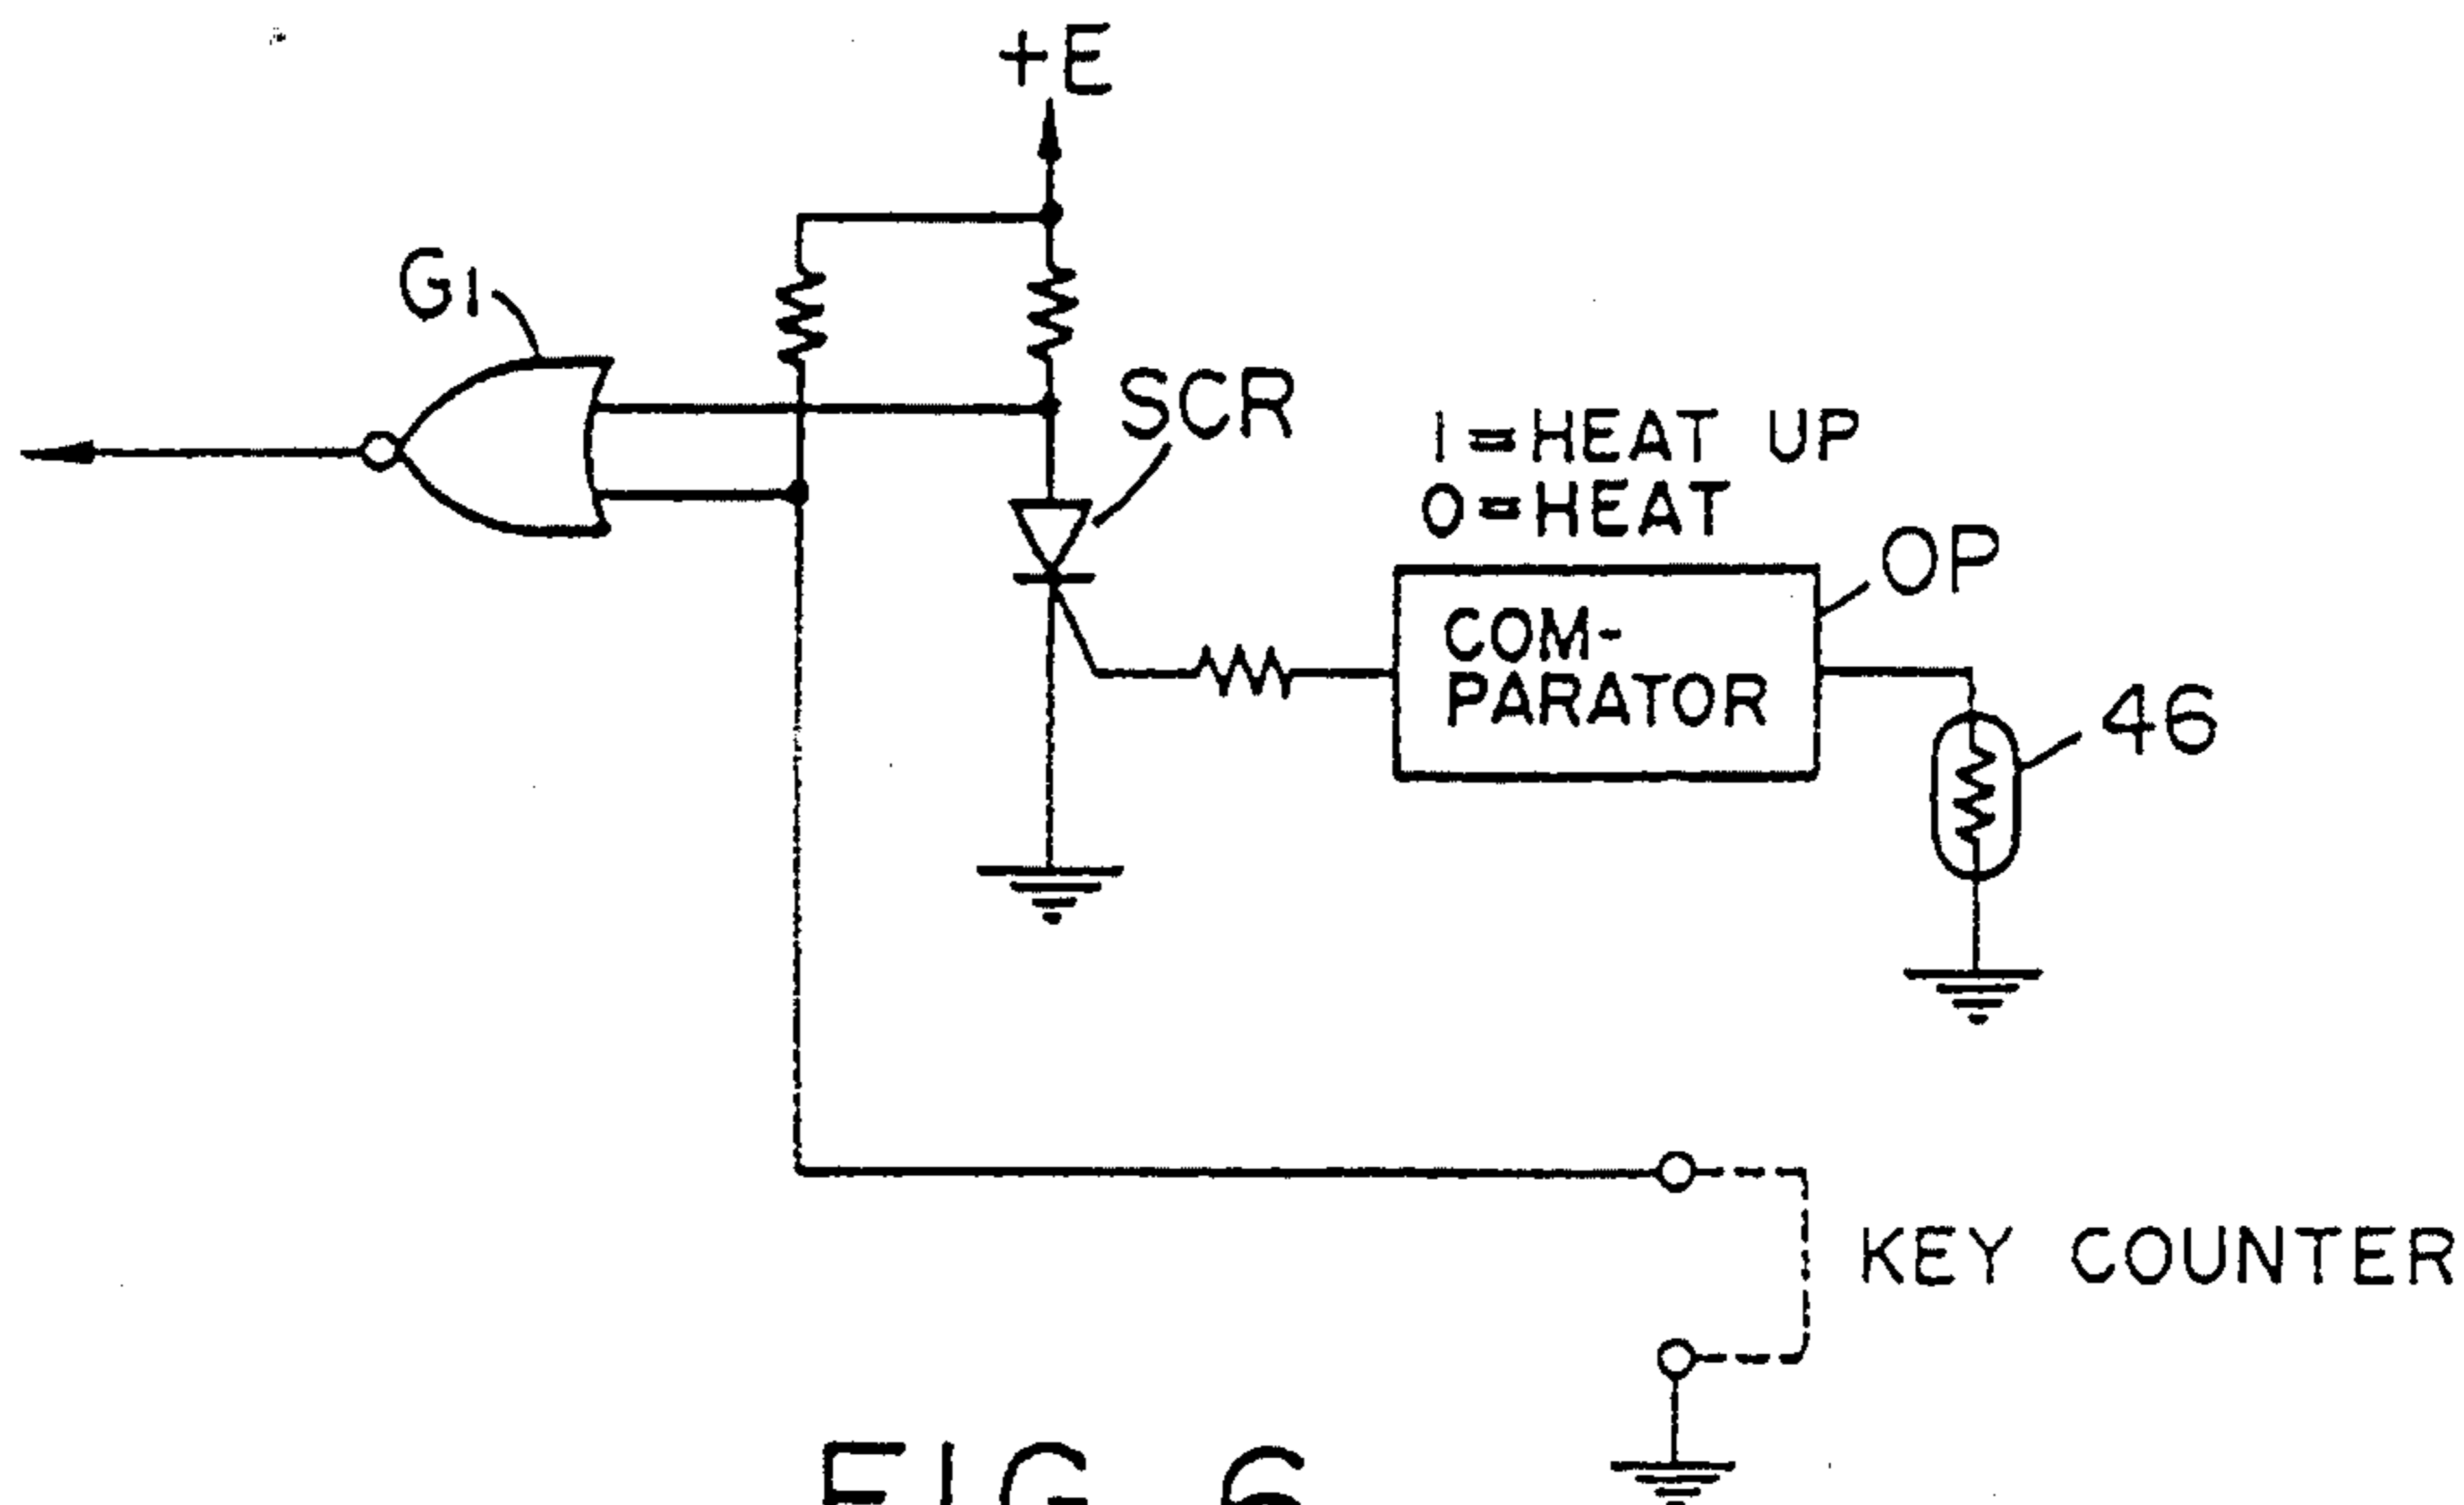 +E
G1
SCR
1=HEAT UP
0=HEAT
OP
COM-
PARATOR
46
KEY COUNTER
FIG 6